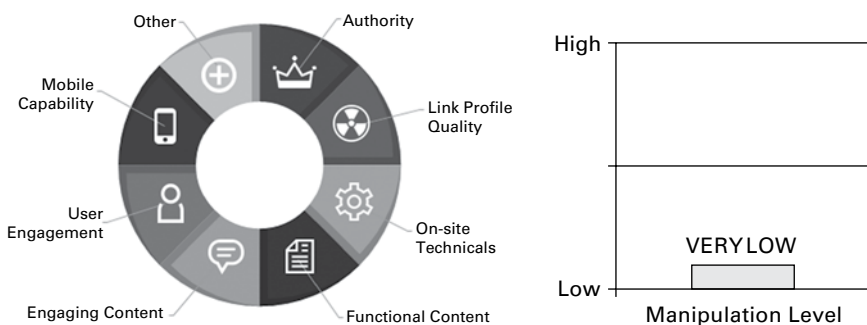 Other
Authority
Mobile
Capability
Link Profile
Quality
User
Engagement
On-site
Technicals
Engaging Content
Functional Content
High
VERY LOW
Low
Manipulation Level